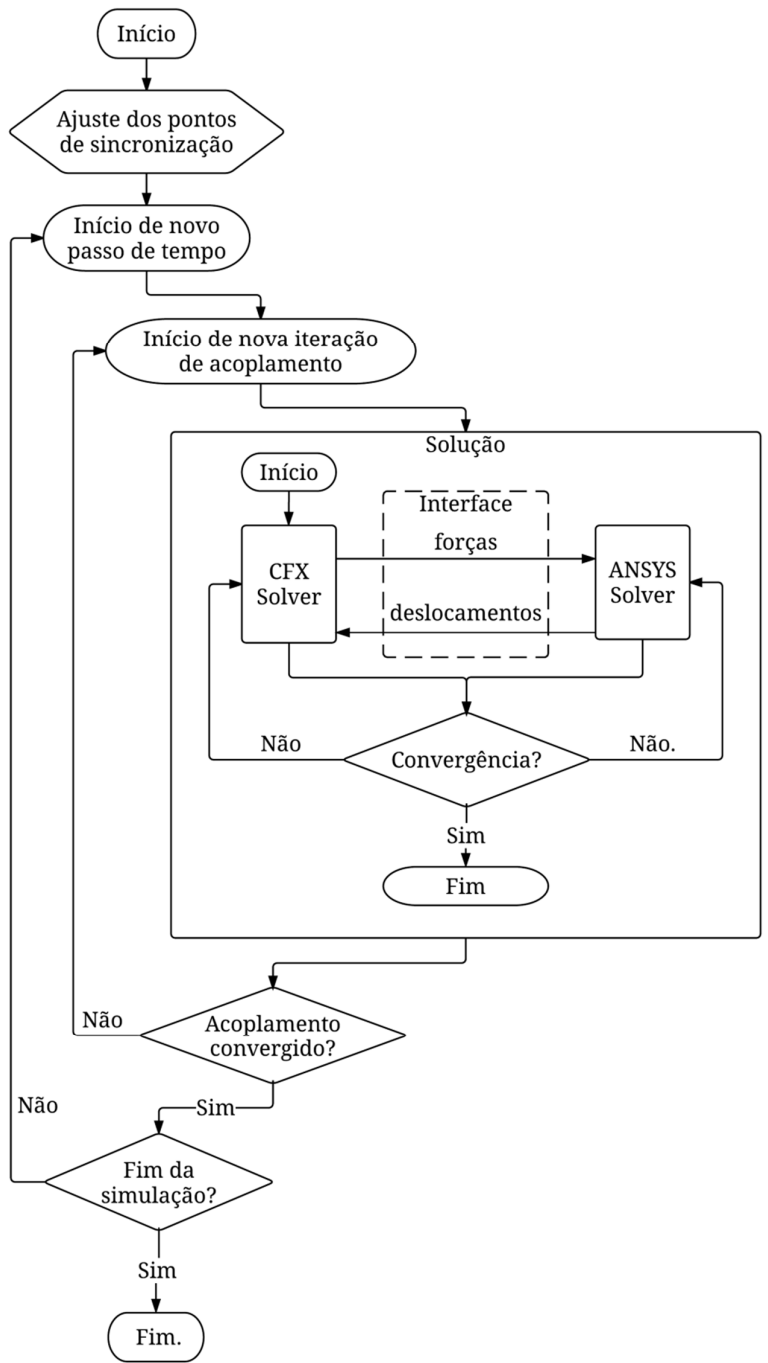 Início
Ajuste dos pontos
de sincronização
Início de novo
passo de tempo
Início de nova iteração
de acoplamento
Solução
Início
Interface
forças
CFX
Solver
ANSYS
Solver
deslocamentos
Não
Convergência?
Não.
Sim
Fim
Acoplamento
convergido?
Não
Sim
Não
Fim da
simulação?
Sim
Fim.